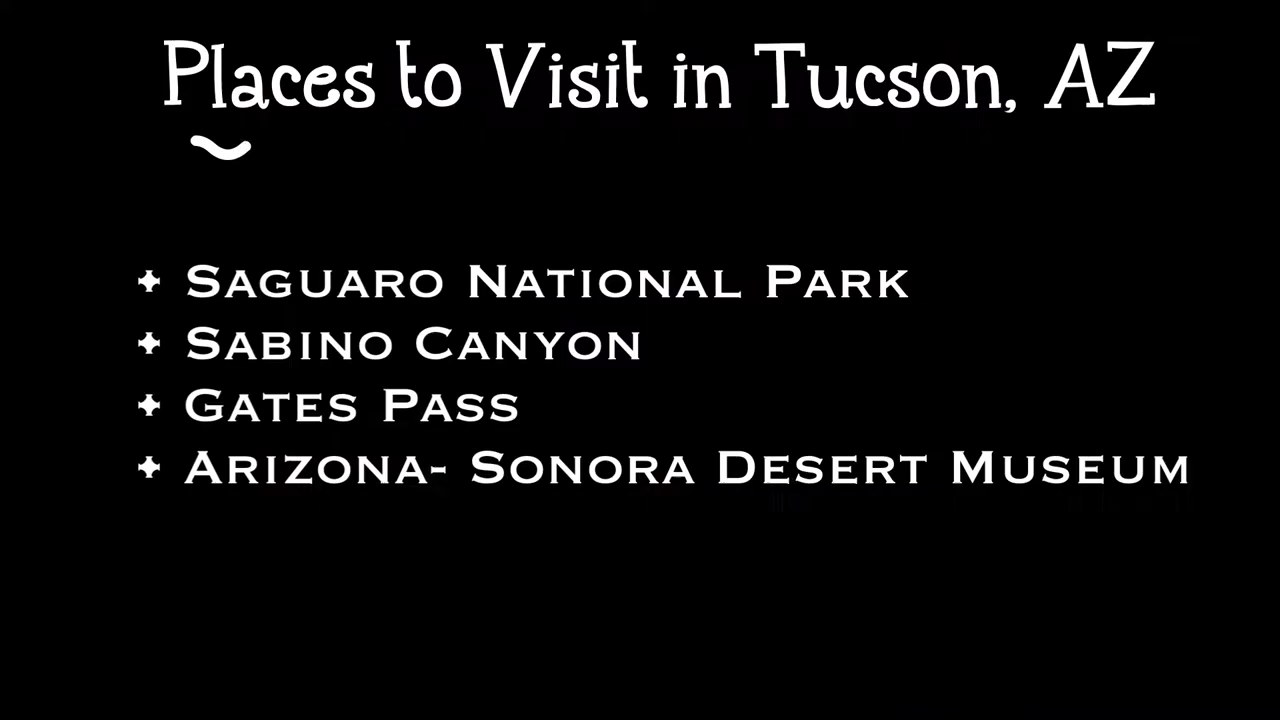 Places to Visit in Tucson, AZ
Saguaro National Park
Sabino Canyon
Gates Pass
Arizona- Sonora Desert Museum